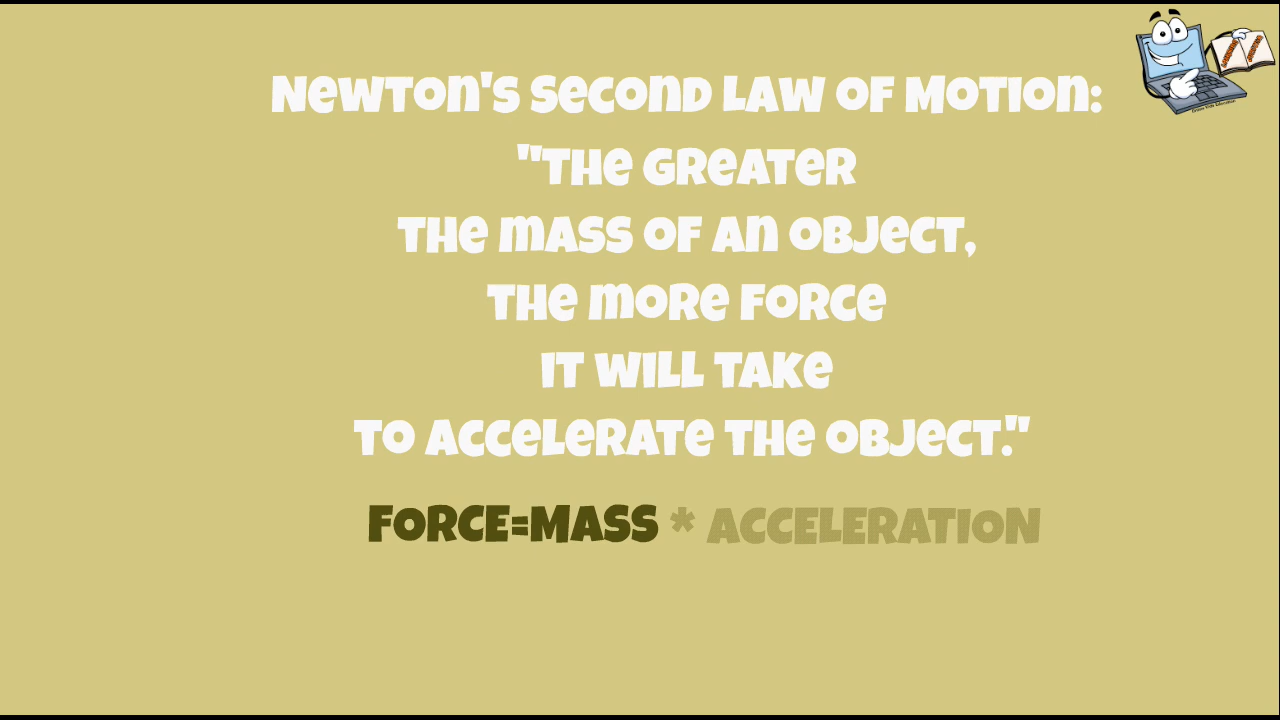 Newton's Second Law of Motion:
"The greater
the mass of an object,
the more force
it will take
to accelerate the object."
FORCE=MASS * ACCELERATION